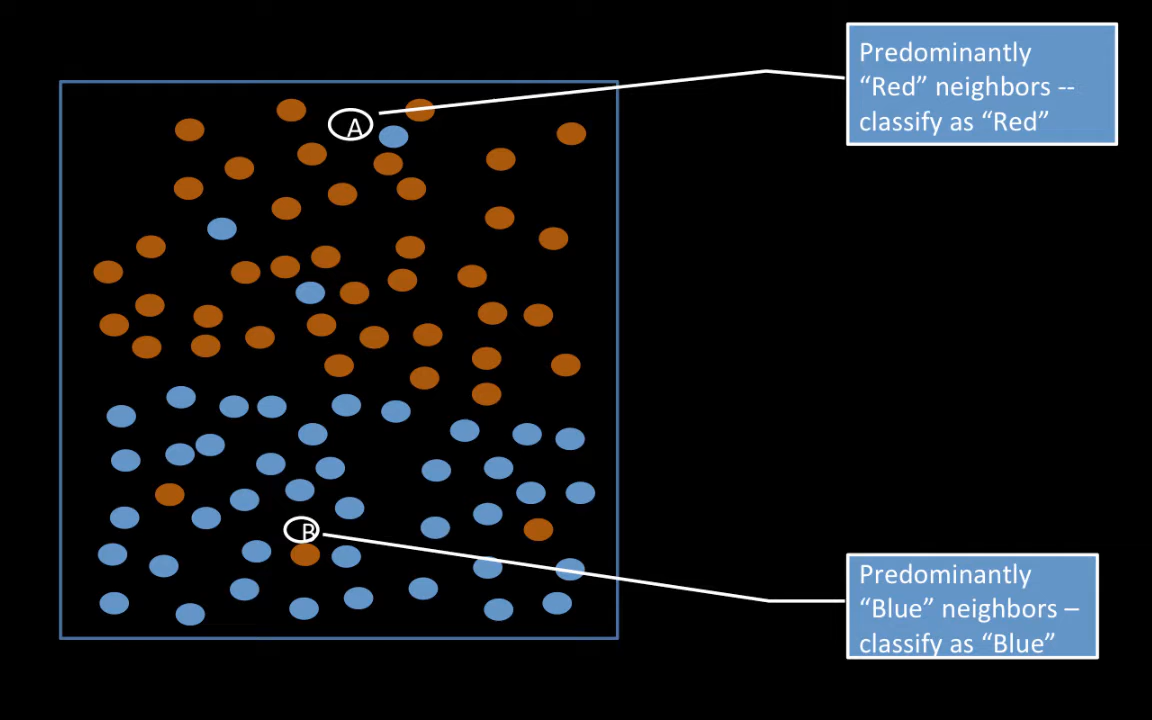 Predominantly
“Red” neighbors --
classify as “Red”
A
B
Predominantly
“Blue” neighbors –
classify as “Blue”